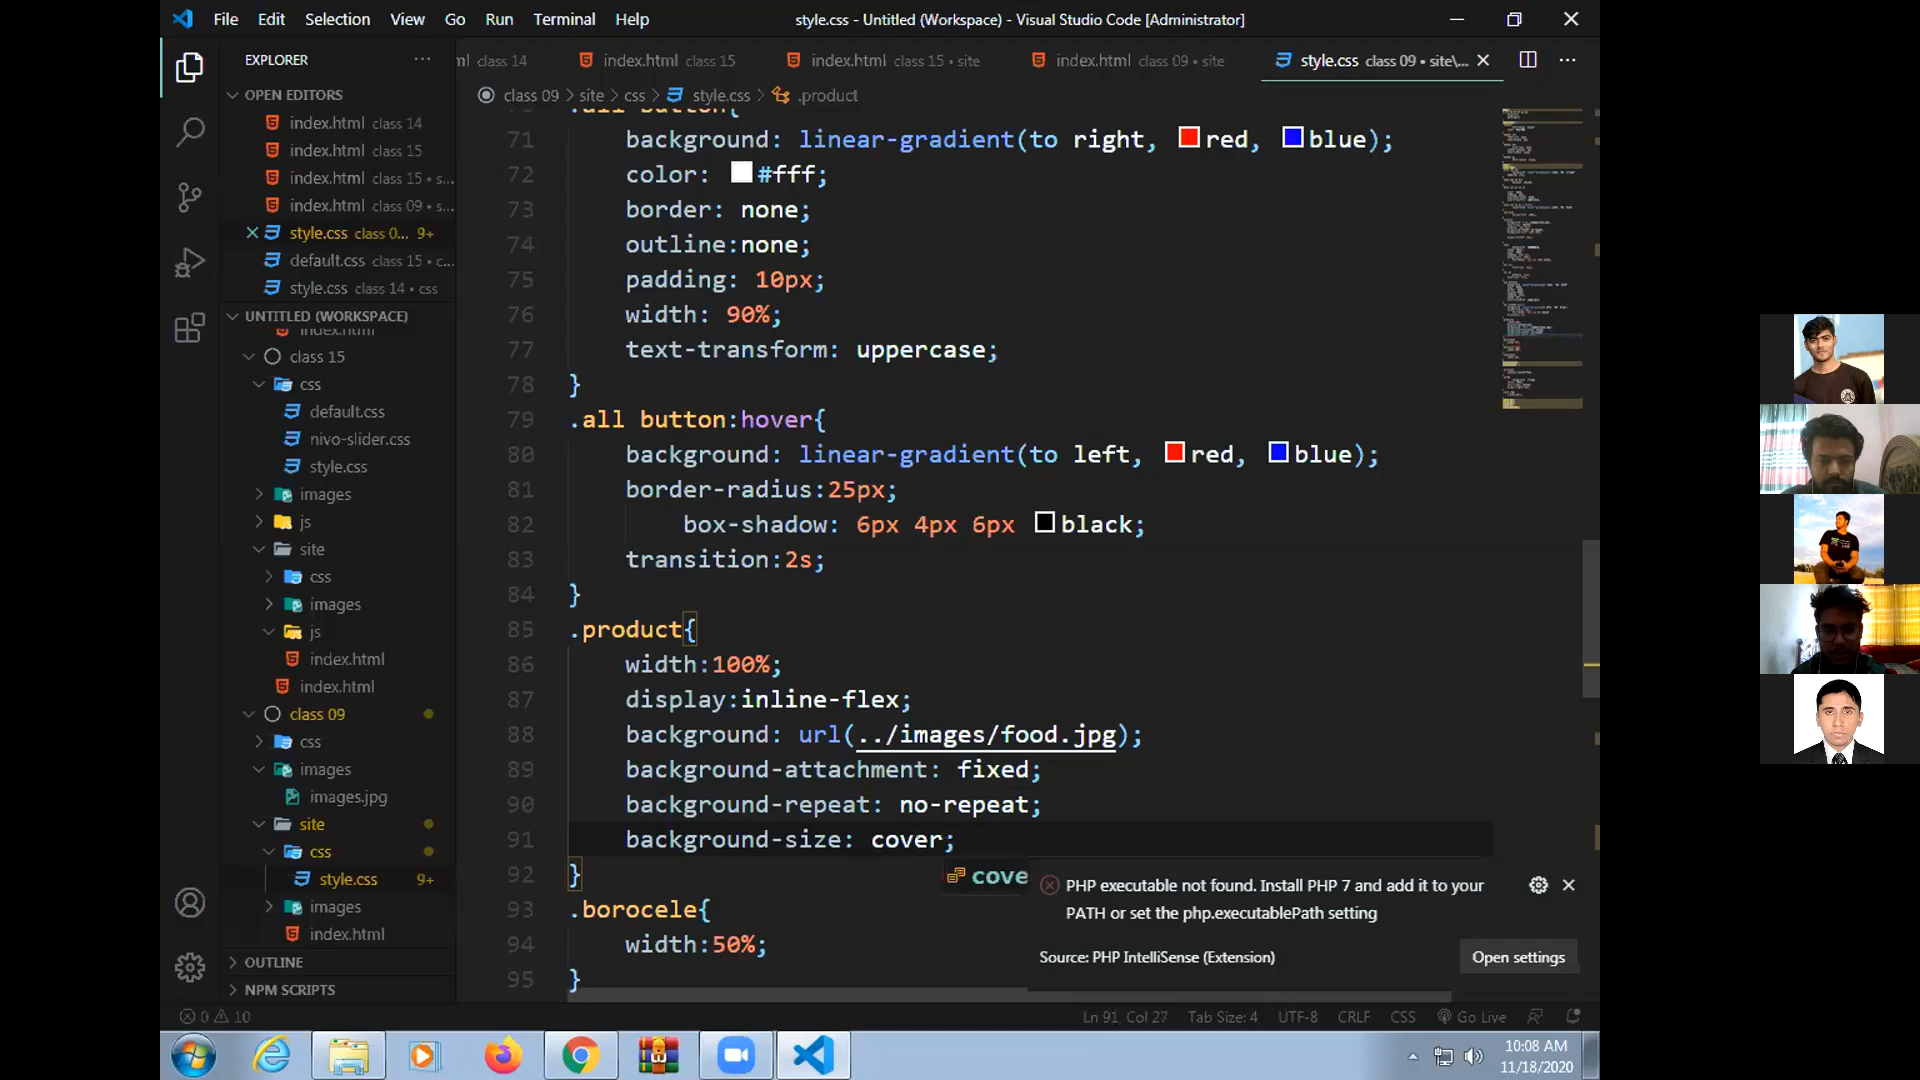 File Edit Selection View Go Run Terminal Help
style.css - Untitled (Workspace) - Visual Studio Code [Administrator]
EXPLORER
ml class 14
index.html class 15
index.html class 15 • site
index.html class 09 • site
style.css class 09 • site\...
class 09 > site > css > style.css > .product
OPEN EDITORS
index.html class 14
index.html class 15
index.html class 15 • s...
index.html class 09 • s...
style.css class 0... 9+
default.css class 15 • c...
style.css class 14 • css
UNTITLED (WORKSPACE)
index.html
class 15
css
default.css
nivo-slider.css
style.css
images
js
site
css
images
js
index.html
index.html
class 09
css
images
images.jpg
site
css
style.css 9+
images
index.html
OUTLINE
NPM SCRIPTS
.all button{
71 background: linear-gradient(to right, red, blue);
72 color: #fff;
73 border: none;
74 outline:none;
75 padding: 10px;
76 width: 90%;
77 text-transform: uppercase;
78 }
79 .all button:hover{
80 background: linear-gradient(to left, red, blue);
81 border-radius:25px;
82 box-shadow: 6px 4px 6px black;
83 transition:2s;
84 }
85 .product{
86 width:100%;
87 display:inline-flex;
88 background: url(../images/food.jpg);
89 background-attachment: fixed;
90 background-repeat: no-repeat;
91 background-size: cover;
92 }
cove
93 .borocele{
94 width:50%;
95 }
PHP executable not found. Install PHP 7 and add it to your
PATH or set the php.executablePath setting
Source: PHP IntelliSense (Extension)
Open settings
0 10
Ln 91, Col 27 Tab Size: 4 UTF-8 CRLF CSS Go Live
10:08 AM
11/18/2020